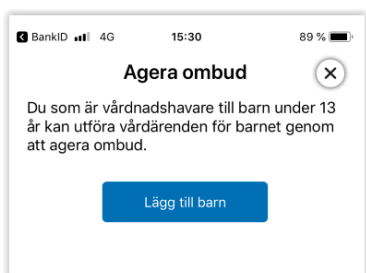 BankID 4G 15:30 89 %
Agera ombud
Du som är vårdnadshavare till barn under 13
år kan utföra vårdärenden för barnet genom
att agera ombud.
Lägg till barn